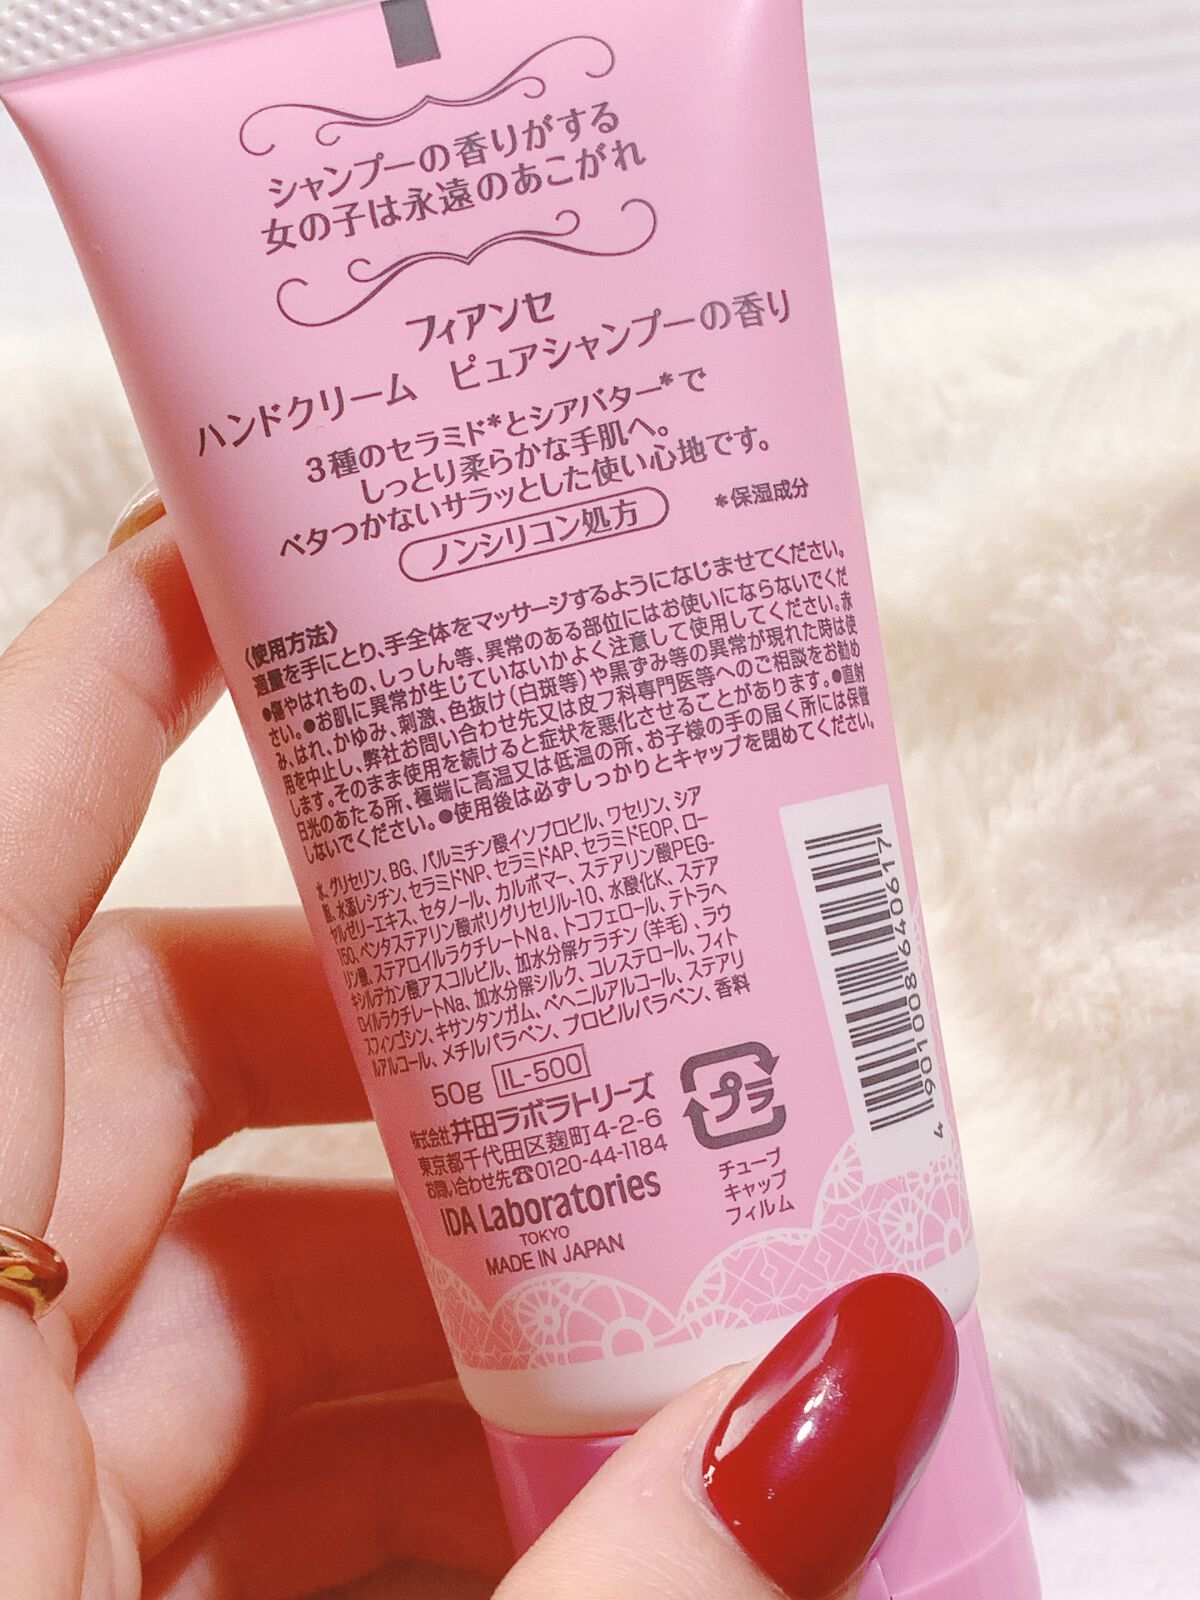 シャンプーの香りがする
女の子は永遠のあこがれ
フィアンセ
ハンドクリーム ピュアシャンプーの香り
3種のセラミド*とシアバター*で
しっとり柔らかな手肌へ。
ベタつかないサラッとした使い心地です。
*保湿成分
ノンシリコン処方
〈使用方法〉
適量を手にとり、手全体をマッサージするようになじませてください。
●傷やはれもの、しっしん等、異常のある部位にはお使いにならないでくだ
さい。●お肌に異常が生じていないかよく注意して使用してください。赤
み、はれ、かゆみ、刺激、色抜け(白斑等)や黒ずみ等の異常が現れた時は使
用を中止し、弊社お問い合わせ先又は皮フ科専門医等へのご相談をお勧め
します。そのまま使用を続けると症状を悪化させることがあります。●直射
日光のあたる所、極端に高温又は低温の所、お子様の手の届く所には保管
しないでください。●使用後は必ずしっかりとキャップを閉めてください。
水、グリセリン、BG、パルミチン酸イソプロピル、ワセリン、シア
脂、水添レシチン、セラミドNP、セラミドAP、セラミドEOP、ロー
ヤルゼリーエキス、セタノール、カルボマー、ステアリン酸PEG-
150、ペンタステアリン酸ポリグリセリル-10、水酸化K、ステア
リン酸、ステアロイルラクチレートNa、トコフェロール、テトラヘ
キシルデカン酸アスコルビル、加水分解ケラチン(羊毛)、ラウ
ロイルラクチレートNa、加水分解シルク、コレステロール、フィト
スフィンゴシン、キサンタンガム、ベヘニルアルコール、ステアリ
ルアルコール、メチルパラベン、プロピルパラベン、香料
50g IL-500
株式会社 井田ラボラトリーズ
東京都千代田区麹町4-2-6
お問い合わせ先☎0120-44-1184
IDA Laboratories
TOKYO
MADE IN JAPAN
プラ
チューブ
キャップ
フィルム
4 901008 640617